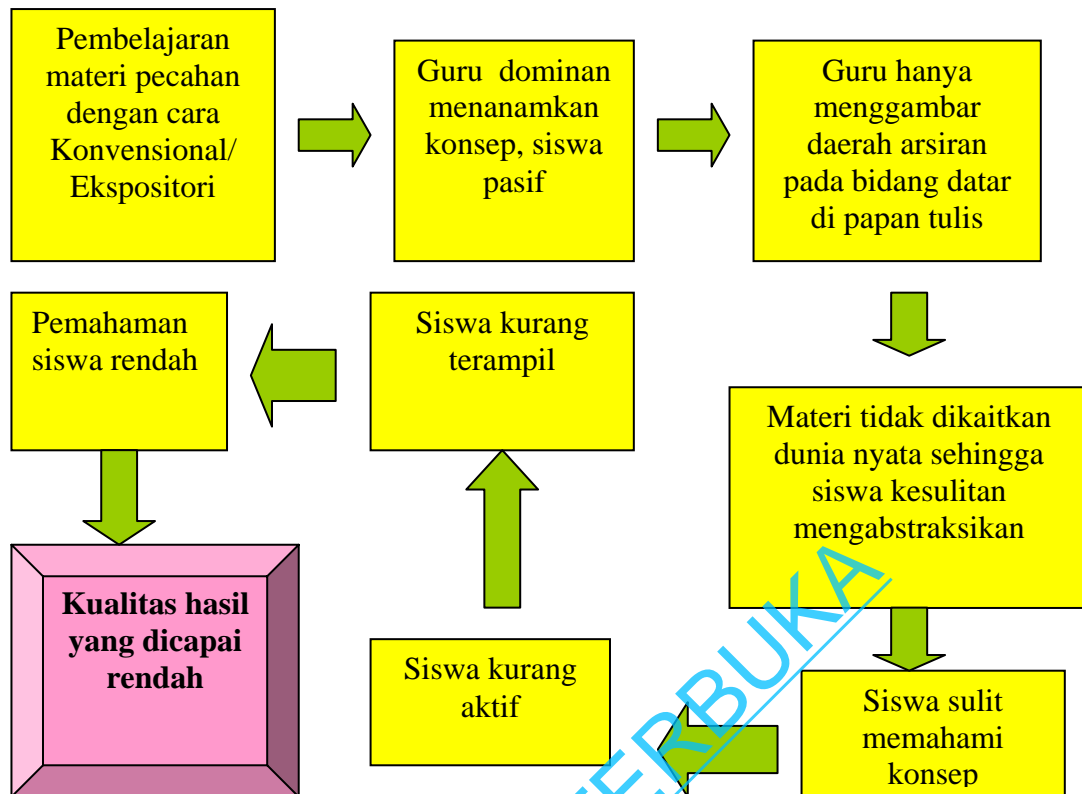 Pembelajaran
materi pecahan
dengan cara
Konvensional/
Ekspositori
Guru dominan
menanamkan
konsep, siswa
pasif
Guru hanya
menggambar
daerah arsiran
pada bidang datar
di papan tulis
Materi tidak dikaitkan
dunia nyata sehingga
siswa kesulitan
mengabstraksikan
Siswa sulit
memahami
konsep
Siswa kurang
aktif
Siswa kurang
terampil
Pemahaman
siswa rendah
Kualitas hasil
yang dicapai
rendah
TERBUKA